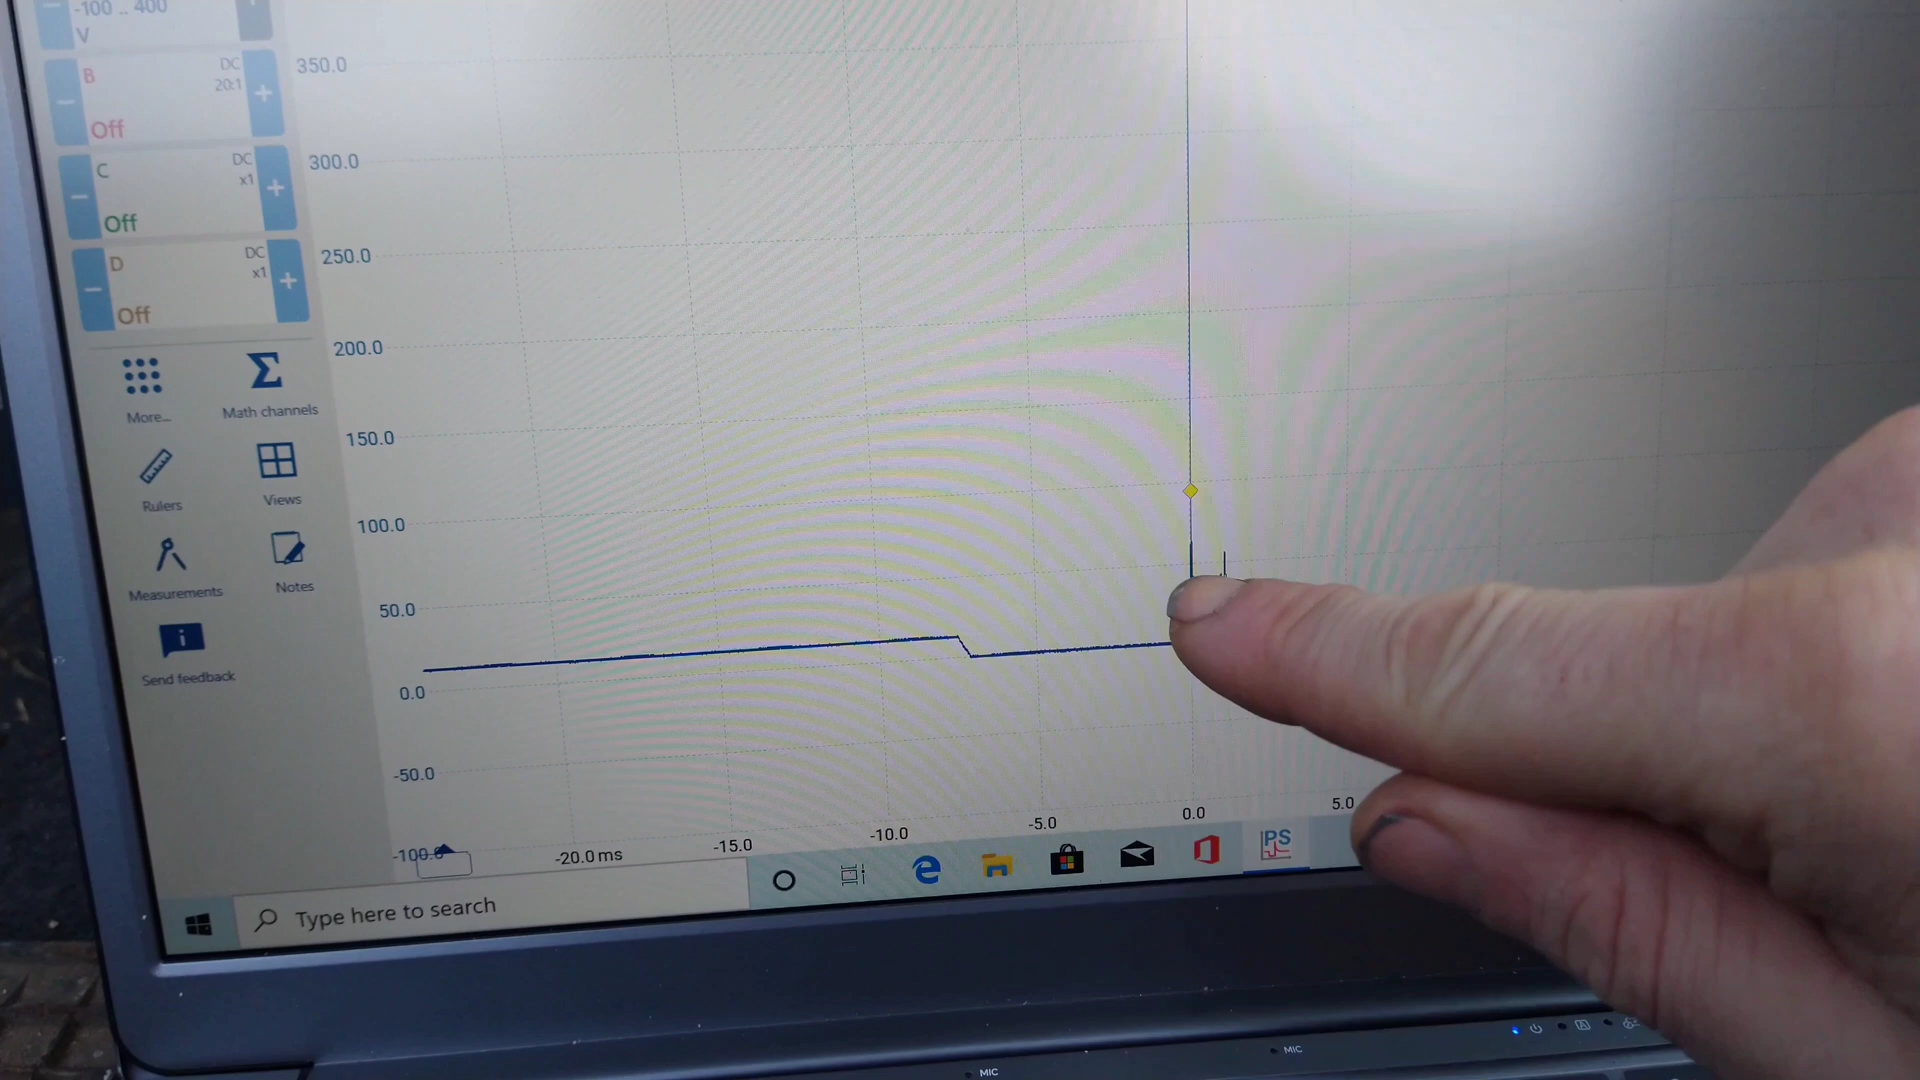 -100 .. 400
V
B
DC
20:1
Off
C
DC
x1
Off
D
DC
x1
Off
More...
Math channels
Rulers
Views
Measurements
Notes
Send feedback
350.0
300.0
250.0
200.0
150.0
100.0
50.0
0.0
-50.0
-100.0
-20.0 ms
-15.0
-10.0
-5.0
0.0
5.0
Type here to search
PS
MIC
MIC